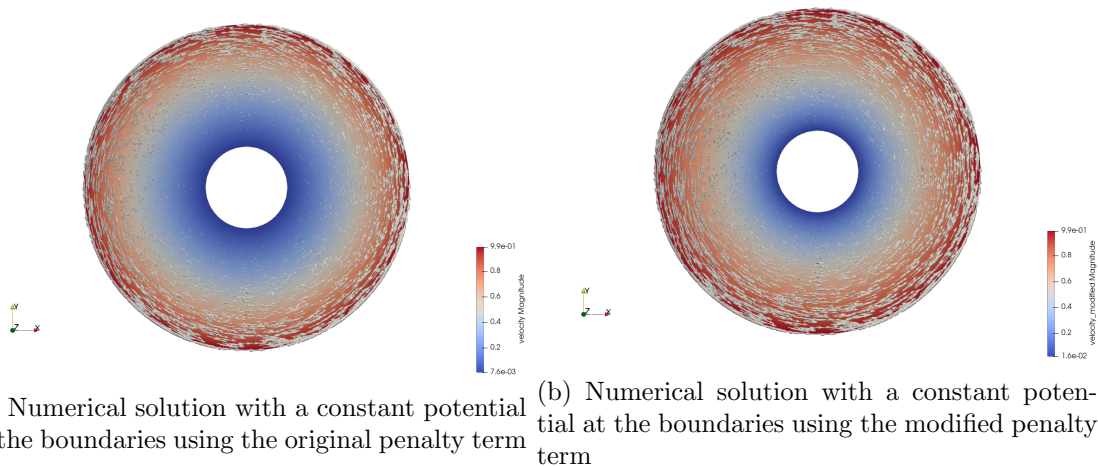 9.9e-01
0.8
0.6
0.4
0.2
7.6e-03
velocity Magnitude
Y
Z
X
9.9e-01
0.8
0.6
0.4
0.2
1.6e-02
velocity_modified Magnitude
Y
Z
X
Numerical solution with a constant potential
the boundaries using the original penalty term
(b) Numerical solution with a constant poten-
tial at the boundaries using the modified penalty
term